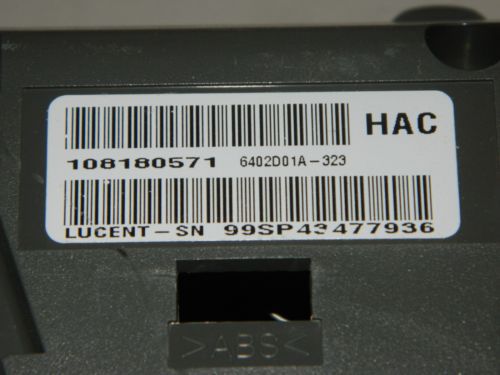 HAC
108180571 6402D01A-323
LUCENT-SN 99SP43477936
>ABS<